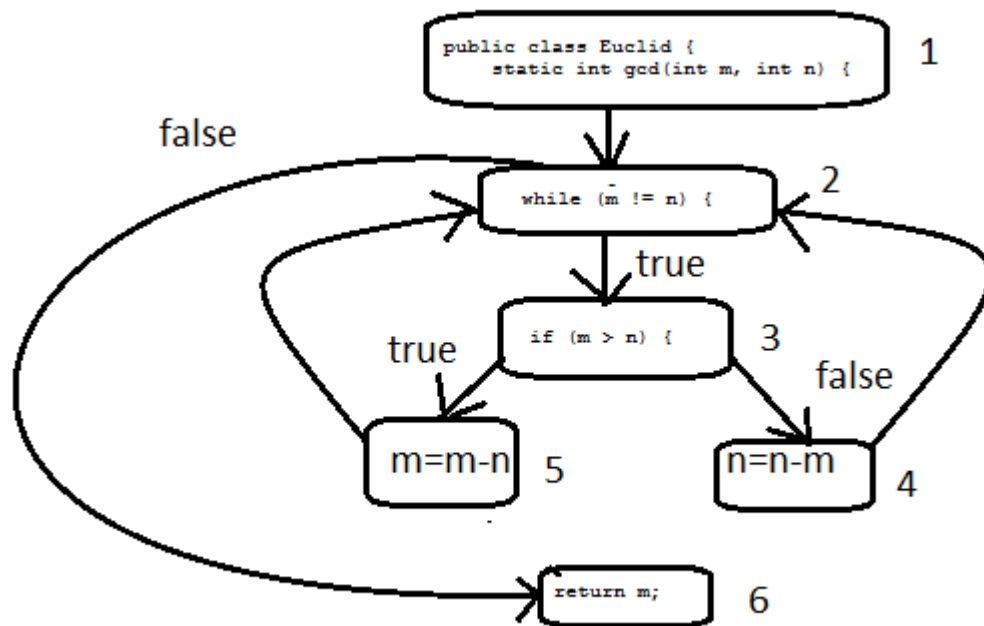 public class Euclid {
static int gcd(int m, int n) {
1
false
while (m != n) {
2
true
if (m > n) {
3
true
false
m=m-n
5
n=n-m
4
return m;
6